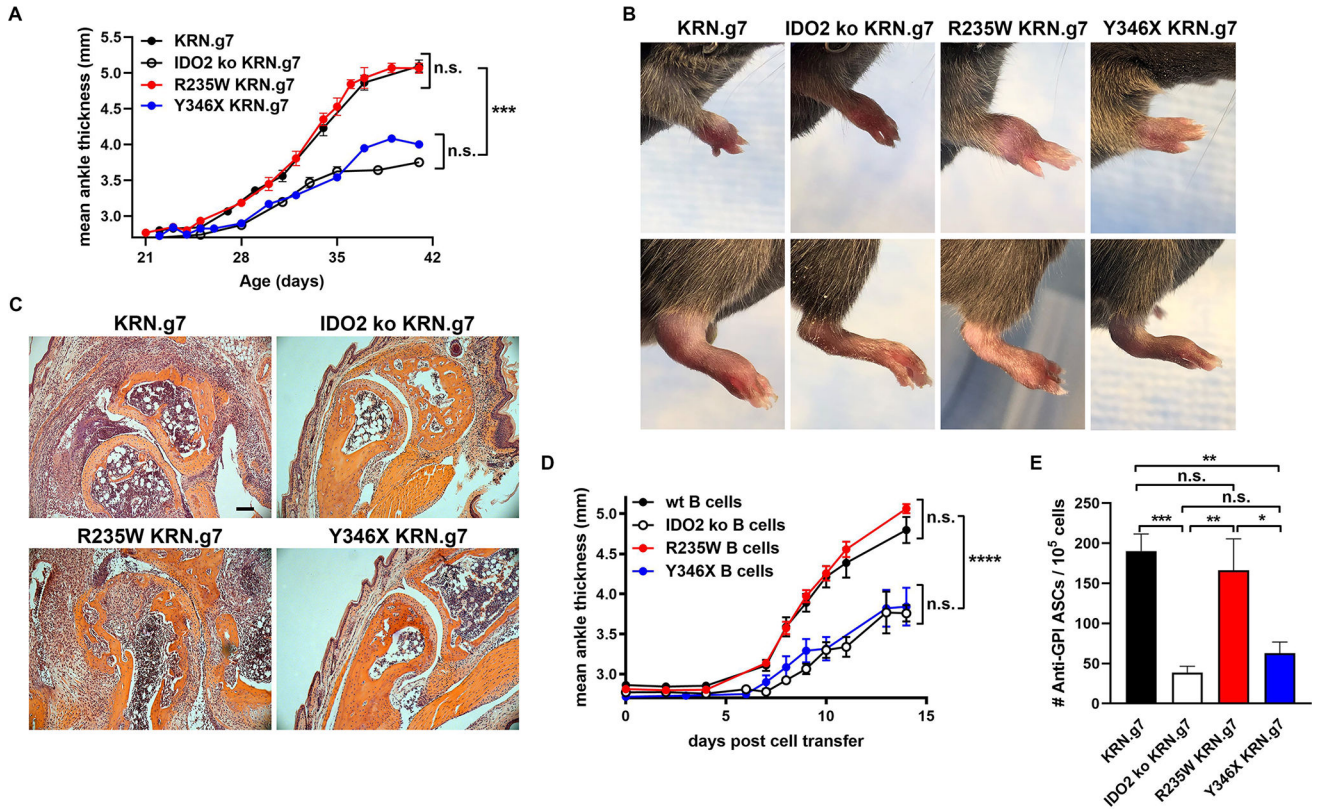 A
mean ankle thickness (mm)
5.5
5.0
4.5
4.0
3.5
3.0
21
28
35
42
Age (days)
KRN.g7
IDO2 ko KRN.g7
R235W KRN.g7
Y346X KRN.g7
n.s.
***
n.s.
B
KRN.g7
IDO2 ko KRN.g7
R235W KRN.g7
Y346X KRN.g7
C
KRN.g7
IDO2 ko KRN.g7
R235W KRN.g7
Y346X KRN.g7
D
mean ankle thickness (mm)
5.0
4.5
4.0
3.5
3.0
0
5
10
15
days post cell transfer
wt B cells
IDO2 ko B cells
R235W B cells
Y346X B cells
n.s.
****
n.s.
E
# Anti-GPI ASCs / 10⁵ cells
250
200
150
100
50
0
**
n.s.
n.s.
***
**
*
KRN.g7
IDO2 ko KRN.g7
R235W KRN.g7
Y346X KRN.g7